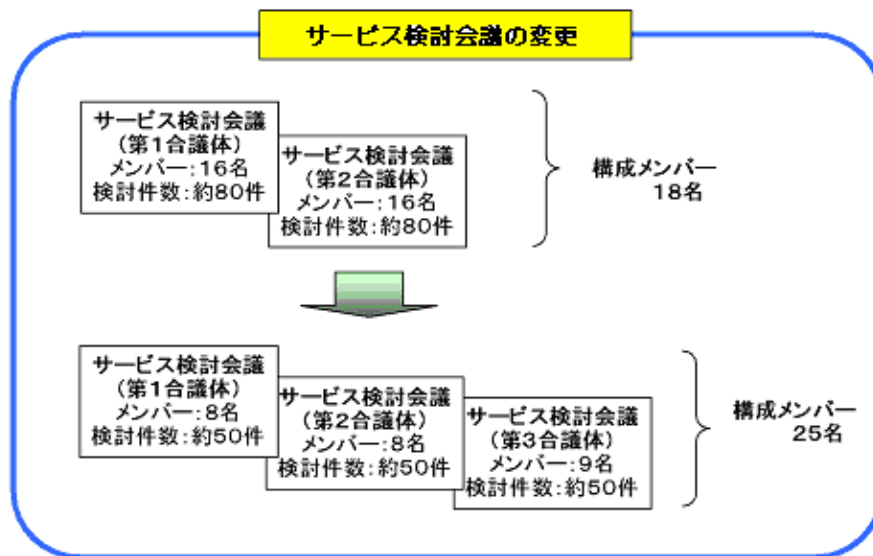 サービス検討会議の変更
サービス検討会議
(第1合議体)
メンバー:16名
検討件数:約80件
サービス検討会議
(第2合議体)
メンバー:16名
検討件数:約80件
構成メンバー
18名
サービス検討会議
(第1合議体)
メンバー:8名
検討件数:約50件
サービス検討会議
(第2合議体)
メンバー:8名
検討件数:約50件
サービス検討会議
(第3合議体)
メンバー:9名
検討件数:約50件
構成メンバー
25名